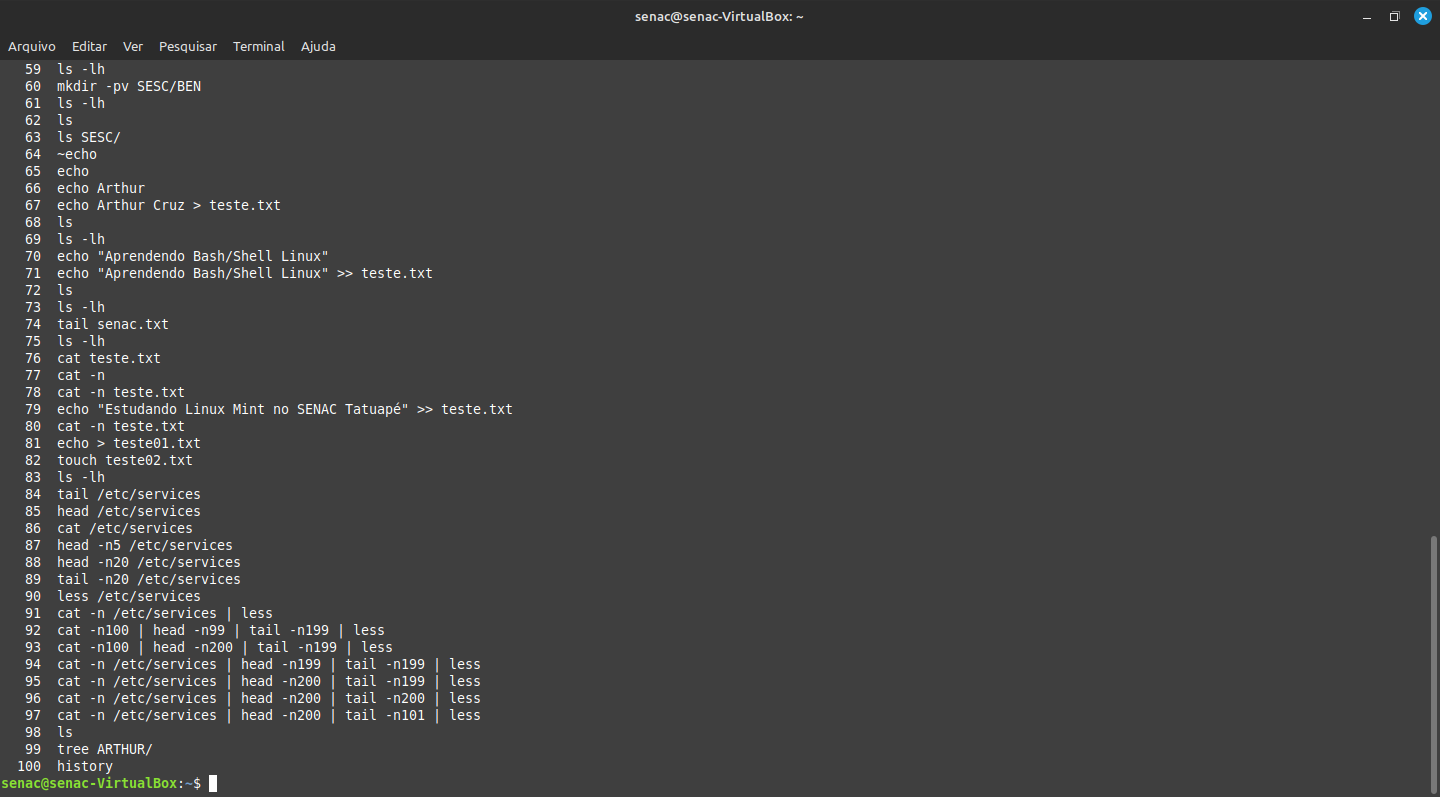 senac@senac-VirtualBox: ~
Arquivo Editar Ver Pesquisar Terminal Ajuda
59 ls -lh
60 mkdir -pv SESC/BEN
61 ls -lh
62 ls
63 ls SESC/
64 ~echo
65 echo
66 echo Arthur
67 echo Arthur Cruz > teste.txt
68 ls
69 ls -lh
70 echo "Aprendendo Bash/Shell Linux"
71 echo "Aprendendo Bash/Shell Linux" >> teste.txt
72 ls
73 ls -lh
74 tail senac.txt
75 ls -lh
76 cat teste.txt
77 cat -n
78 cat -n teste.txt
79 echo "Estudando Linux Mint no SENAC Tatuapé" >> teste.txt
80 cat -n teste.txt
81 echo > teste01.txt
82 touch teste02.txt
83 ls -lh
84 tail /etc/services
85 head /etc/services
86 cat /etc/services
87 head -n5 /etc/services
88 head -n20 /etc/services
89 tail -n20 /etc/services
90 less /etc/services
91 cat -n /etc/services | less
92 cat -n100 | head -n99 | tail -n199 | less
93 cat -n100 | head -n200 | tail -n199 | less
94 cat -n /etc/services | head -n199 | tail -n199 | less
95 cat -n /etc/services | head -n200 | tail -n199 | less
96 cat -n /etc/services | head -n200 | tail -n200 | less
97 cat -n /etc/services | head -n200 | tail -n101 | less
98 ls
99 tree ARTHUR/
100 history
senac@senac-VirtualBox:~$